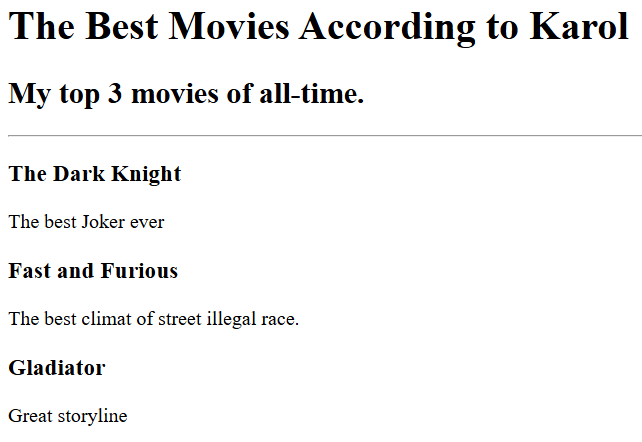 The Best Movies According to Karol
My top 3 movies of all-time.
The Dark Knight
The best Joker ever
Fast and Furious
The best climat of street illegal race.
Gladiator
Great storyline